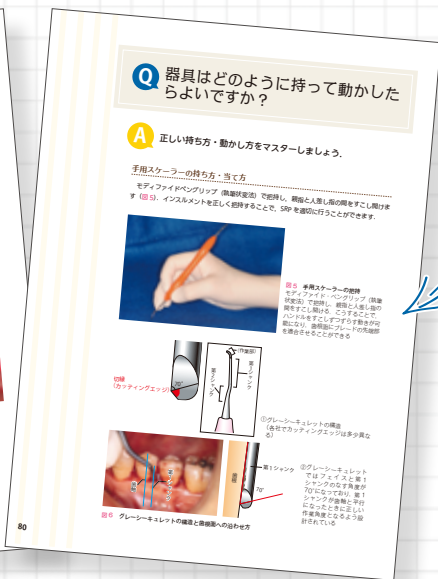 Q 器具はどのように持って動かした
らよいですか？
A 正しい持ち方・動かし方をマスターしましょう．
手用スケーラーの持ち方・当て方
モディファイドペングリップ（執筆状変法）で把持し，親指と人差し指の間をすこし開けま
す（図5）．インスルメントを正しく把持することで，SRPを適切に行うことができます．
図5 手用スケーラーの把持
モディファイド・ペングリップ（執筆
状変法）で把持し，親指と人差し指の
間をすこし開ける．こうすることで，
ハンドルをすこしずつずらす動きが可
能になり，歯根面にブレードの先端部
を適合させることができる
切縁
（カッティングエッジ）
70°
（作業部）
第1シャンク
第2シャンク
①グレーシーキュレットの構造
（各社でカッティングエッジは多少異な
る）
第1シャンク
70°
②グレーシーキュレット
ではフェイスと第1
シャンクのなす角度が
70°になっており，第1
シャンクが歯軸と平行
になったときに正しい
作業角度となるよう設
計されている
図6 グレーシーキュレットの構造と歯根面への沿わせ方
80